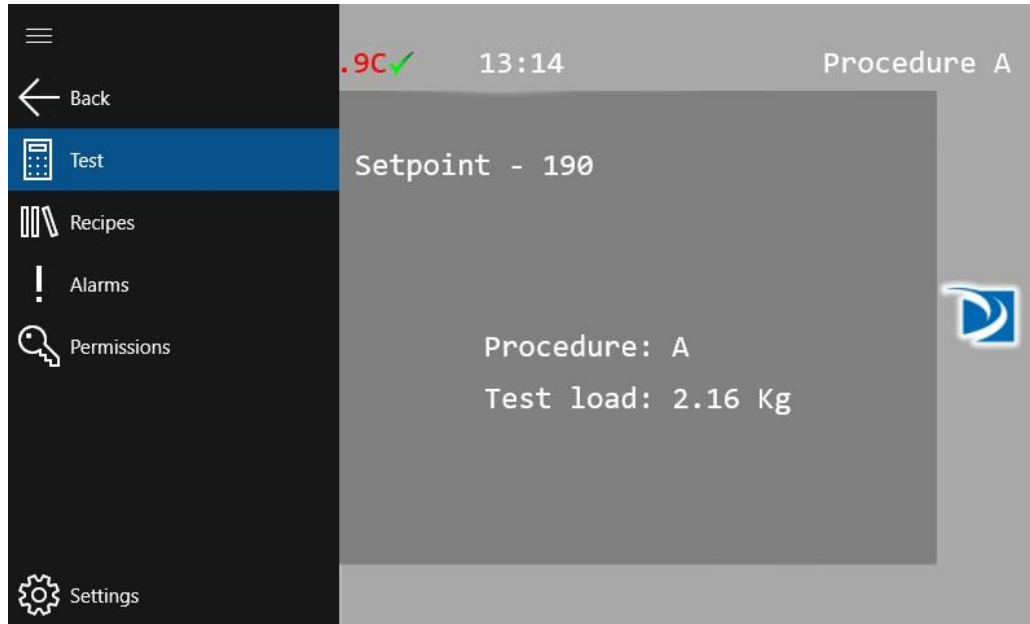 .9C✓ 13:14 Procedure A
Back
Test
Recipes
Alarms
Permissions
Settings
Setpoint - 190
Procedure: A
Test load: 2.16 Kg